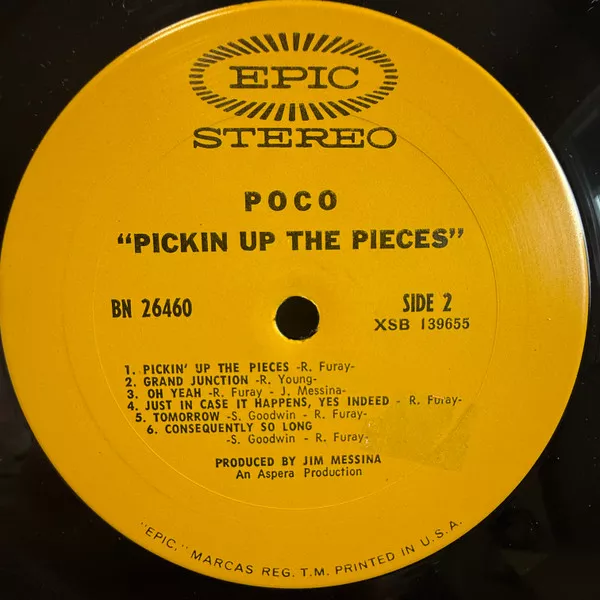 EPIC
STEREO
POCO
"PICKIN UP THE PIECES"
BN 26460
SIDE 2
XSB 139655
1. PICKIN' UP THE PIECES -R. Furay-
2. GRAND JUNCTION -R. Young-
3. OH YEAH -R. Furay - J. Messina-
4. JUST IN CASE IT HAPPENS, YES INDEED - R. Furay-
5. TOMORROW -S. Goodwin - R. Furay-
6. CONSEQUENTLY SO LONG
-S. Goodwin - R. Furay-
PRODUCED BY JIM MESSINA
An Aspera Production
"EPIC," MARCAS REG. T.M. PRINTED IN U.S.A.